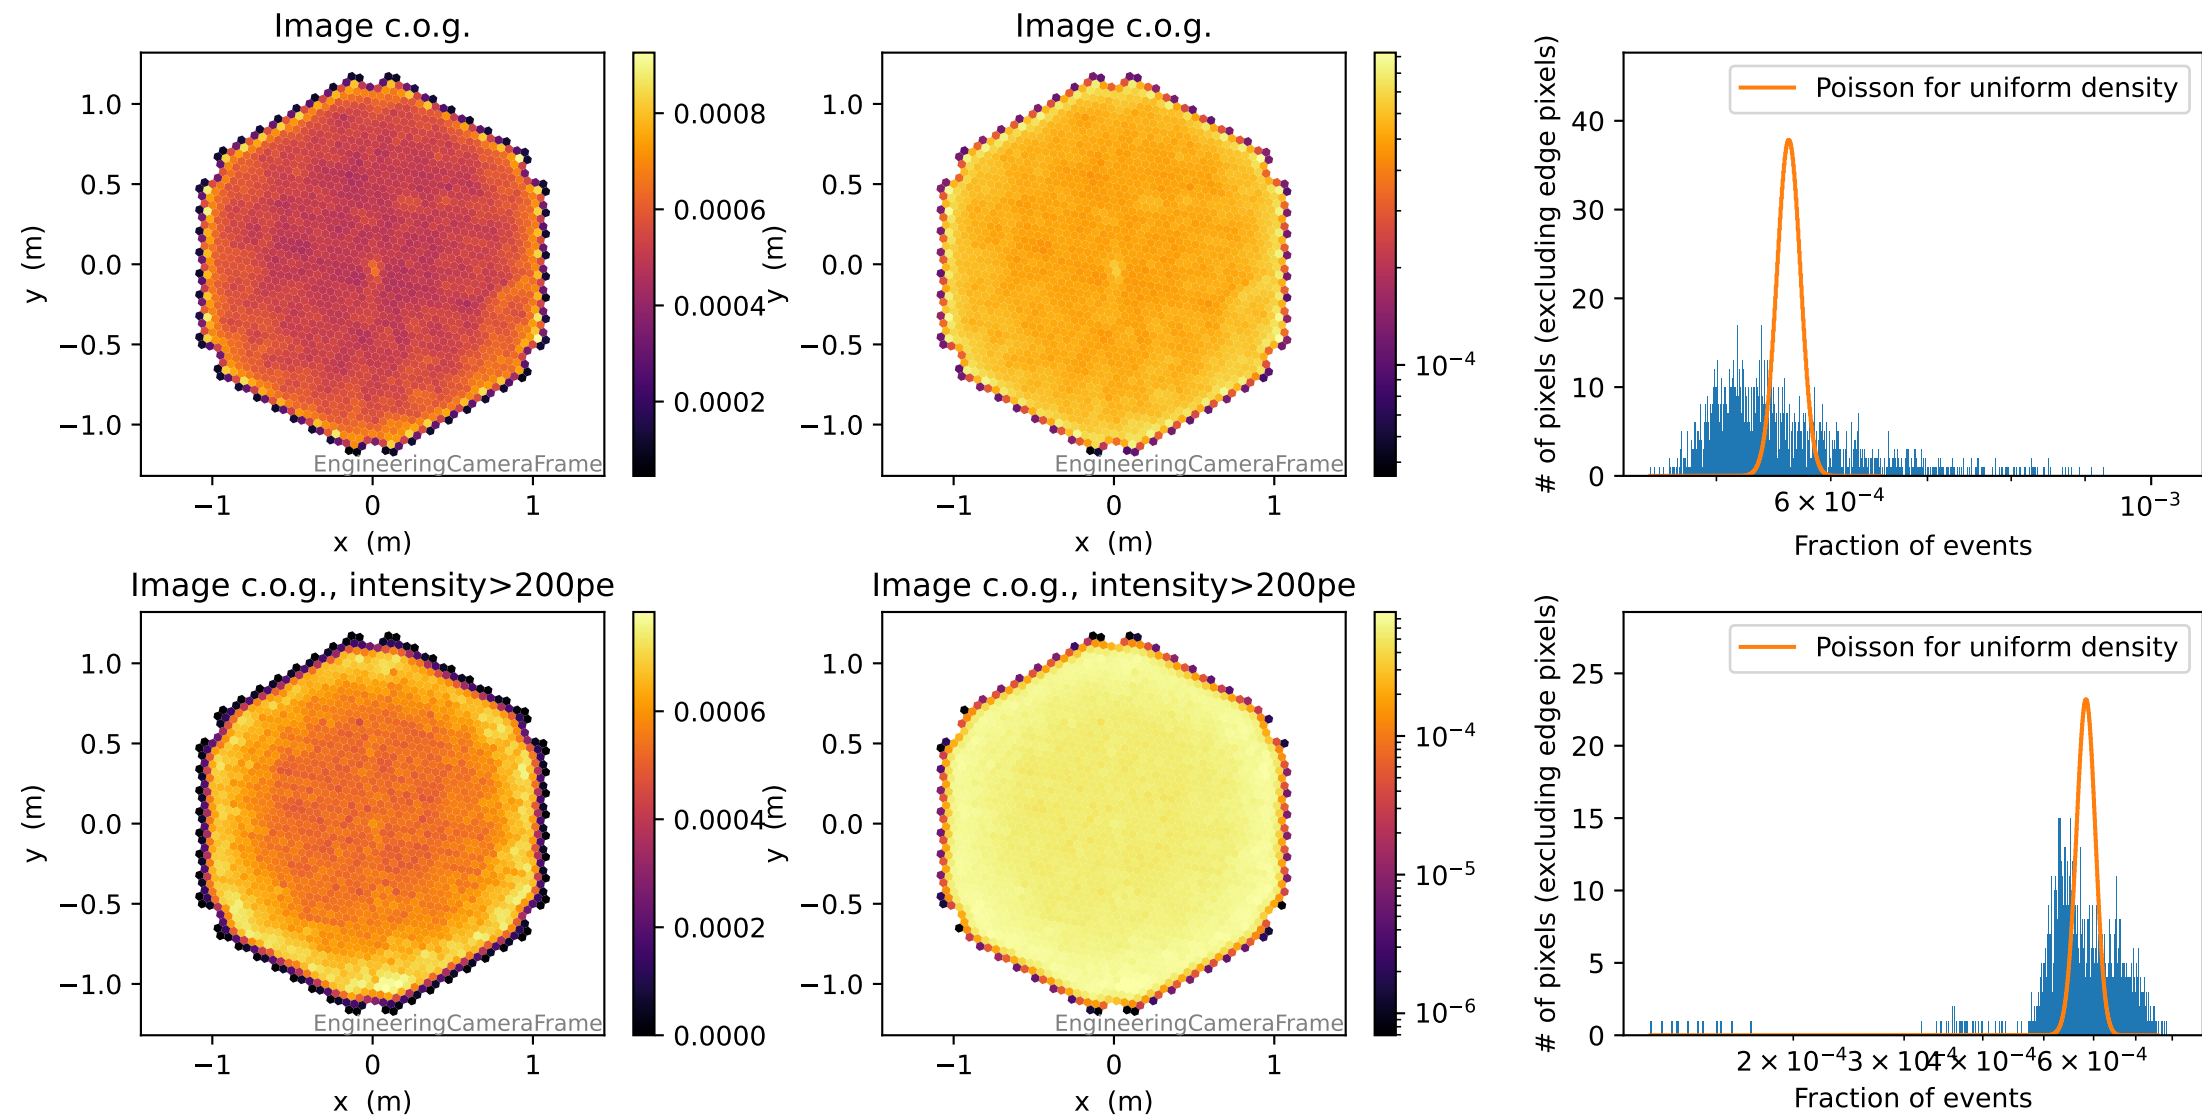 Image c.o.g.
1.0
0.5
0.0
−0.5
−1.0
y (m)
−1
0
1
x (m)
EngineeringCameraFrame
0.0008
0.0006
0.0004
0.0002
Image c.o.g.
1.0
0.5
0.0
−0.5
−1.0
y (m)
−1
0
1
x (m)
EngineeringCameraFrame
10⁻⁴
# of pixels (excluding edge pixels)
40
30
20
10
0
Poisson for uniform density
6 × 10⁻⁴
10⁻³
Fraction of events
Image c.o.g., intensity>200pe
1.0
0.5
0.0
−0.5
−1.0
y (m)
−1
0
1
x (m)
EngineeringCameraFrame
0.0006
0.0004
0.0002
0.0000
Image c.o.g., intensity>200pe
1.0
0.5
0.0
−0.5
−1.0
y (m)
−1
0
1
x (m)
EngineeringCameraFrame
10⁻⁴
10⁻⁵
10⁻⁶
# of pixels (excluding edge pixels)
25
20
15
10
5
0
Poisson for uniform density
2 × 10⁻⁴
3 × 10⁻⁴
4 × 10⁻⁴
6 × 10⁻⁴
Fraction of events